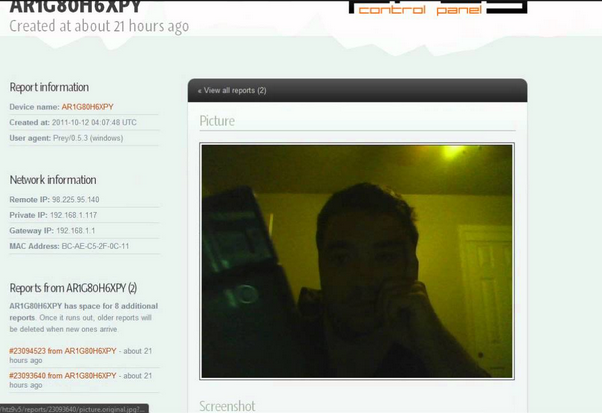 AR1G80H6XPY
Created at about 21 hours ago
control panel
Report information
Device name: AR1G80H6XPY
Created at: 2011-10-12 04:07:48 UTC
User agent: Prey/0.5.3 (windows)
Network information
Remote IP: 98.225.95.140
Private IP: 192.168.1.117
Gateway IP: 192.168.1.1
MAC Address: BC-AE-C5-2F-0C-11
Reports from AR1G80H6XPY (2)
AR1G80H6XPY has space for 8 additional
reports. Once it runs out, older reports will
be deleted when new ones arrive
#23094523 from AR1G80H6XPY - about 21
hours ago
#23093640 from AR1G80H6XPY - about 21
hours ago
« View all reports (2)
Picture
Screenshot
/reports/23093640/picture.original.jpg?...